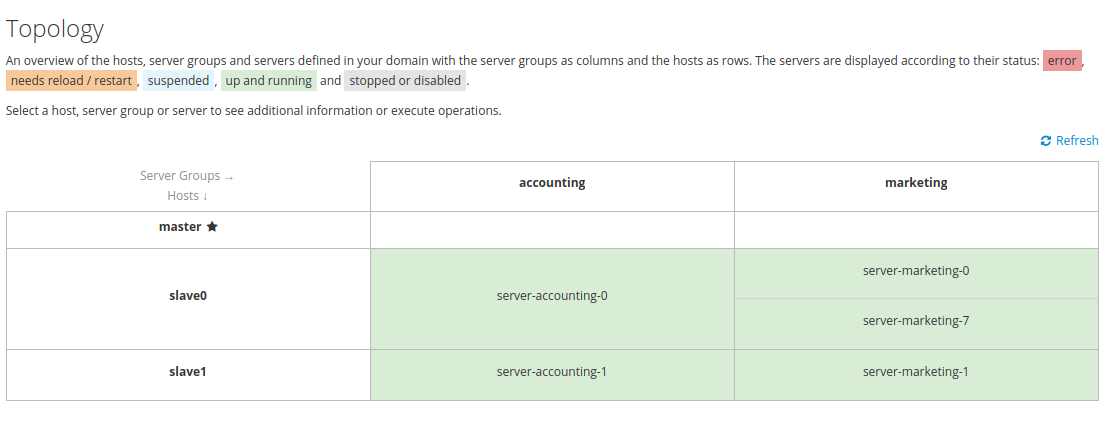 Topology
An overview of the hosts, server groups and servers defined in your domain with the server groups as columns and the hosts as rows. The servers are displayed according to their status: error ,
needs reload / restart , suspended , up and running and stopped or disabled .
Select a host, server group or server to see additional information or execute operations.
Refresh
Server Groups →
Hosts ↓
accounting
marketing
master ★
slave0
server-accounting-0
server-marketing-0
server-marketing-7
slave1
server-accounting-1
server-marketing-1